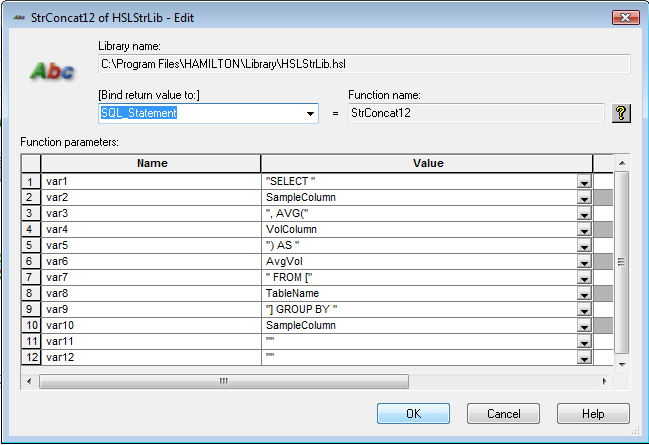 StrConcat12 of HSLStrLib - Edit
Abc
Library name:
C:\Program Files\HAMILTON\Library\HSLStrLib.hsl
[Bind return value to:] Function name:
SQL_Statement = StrConcat12
Function parameters:
Name Value
1 var1 "SELECT "
2 var2 SampleColumn
3 var3 ", AVG("
4 var4 VolColumn
5 var5 ") AS "
6 var6 AvgVol
7 var7 " FROM ["
8 var8 TableName
9 var9 "] GROUP BY "
10 var10 SampleColumn
11 var11 ""
12 var12 ""
OK Cancel Help